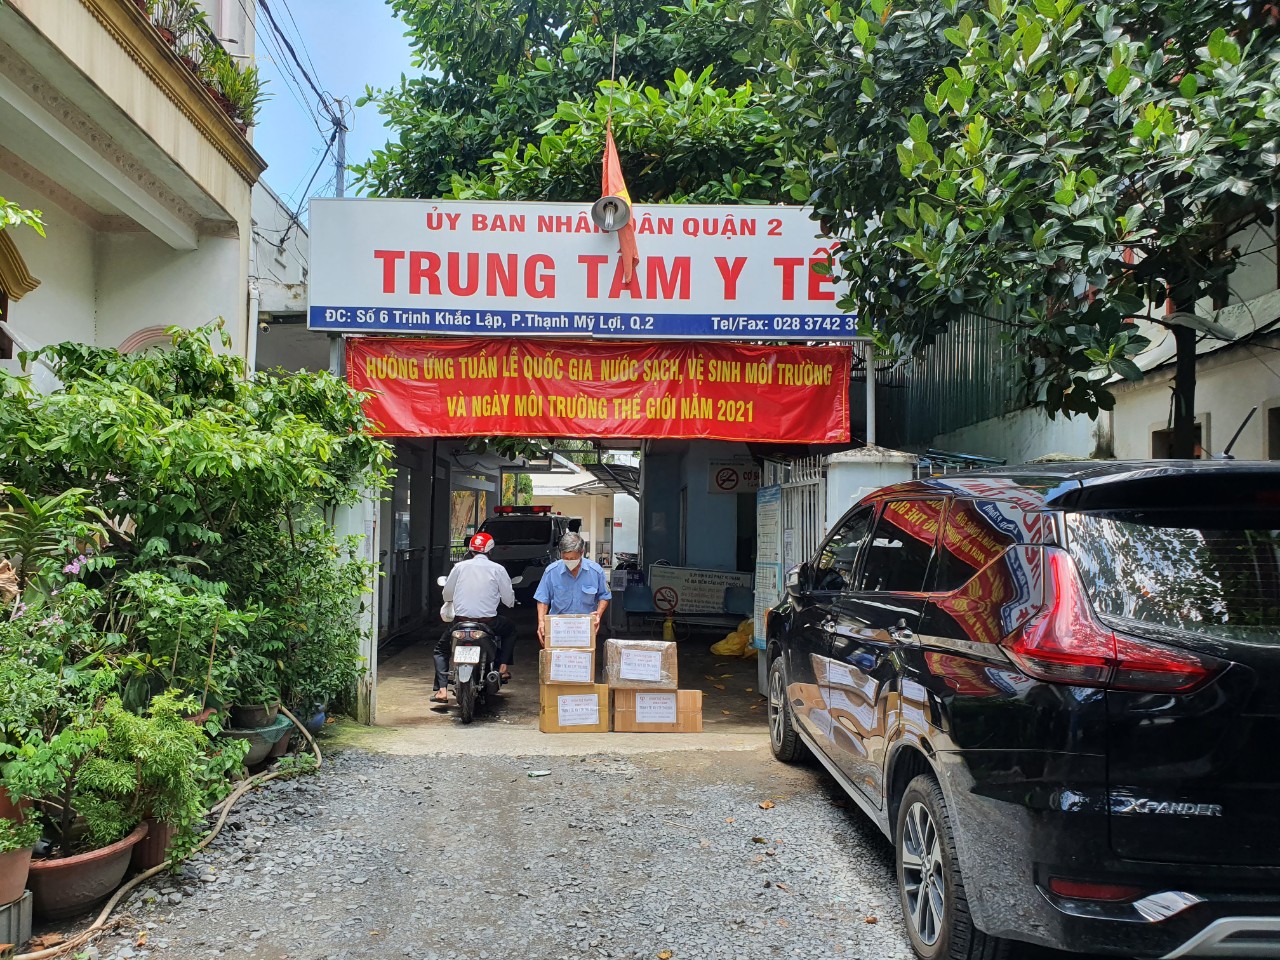 ỦY BAN NHÂN DÂN QUẬN 2
TRUNG TÂM Y TẾ
ĐC: Số 6 Trịnh Khắc Lập, P.Thạnh Mỹ Lợi, Q.2 Tel/Fax: 028 3742
HƯỞNG ỨNG TUẦN LỄ QUỐC GIA NƯỚC SẠCH, VỆ SINH MÔI TRƯỜNG
VÀ NGÀY MÔI TRƯỜNG THẾ GIỚI NĂM 2021
XPANDER